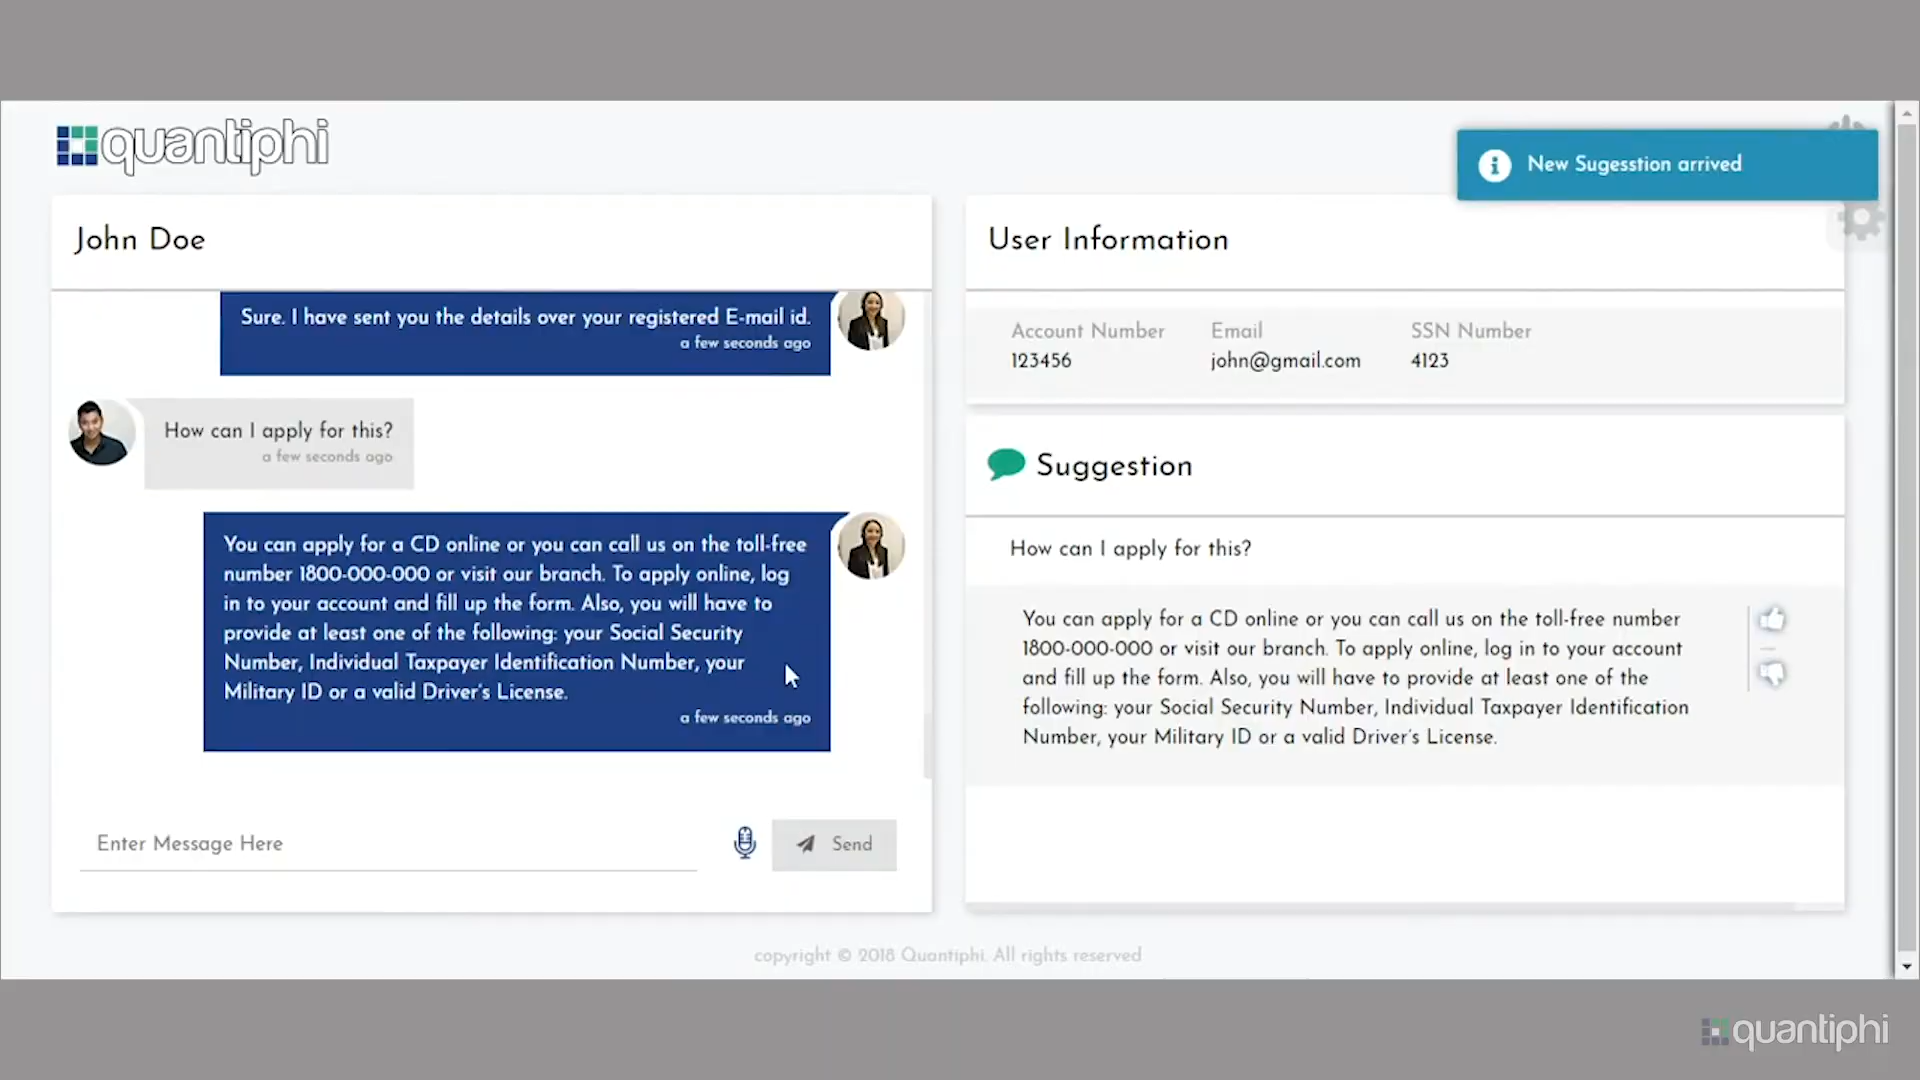 quantiphi
New Sugesstion arrived
John Doe
Sure. I have sent you the details over your registered E-mail id.
a few seconds ago
How can I apply for this?
a few seconds ago
You can apply for a CD online or you can call us on the toll-free
number 1800-000-000 or visit our branch. To apply online, log
in to your account and fill up the form. Also, you will have to
provide at least one of the following: your Social Security
Number, Individual Taxpayer Identification Number, your
Military ID or a valid Driver's License.
a few seconds ago
Enter Message Here
Send
User Information
Account Number Email SSN Number
123456 john@gmail.com 4123
Suggestion
How can I apply for this?
You can apply for a CD online or you can call us on the toll-free number
1800-000-000 or visit our branch. To apply online, log in to your account
and fill up the form. Also, you will have to provide at least one of the
following: your Social Security Number, Individual Taxpayer Identification
Number, your Military ID or a valid Driver's License.
copyright © 2018 Quantiphi. All rights reserved
quantiphi